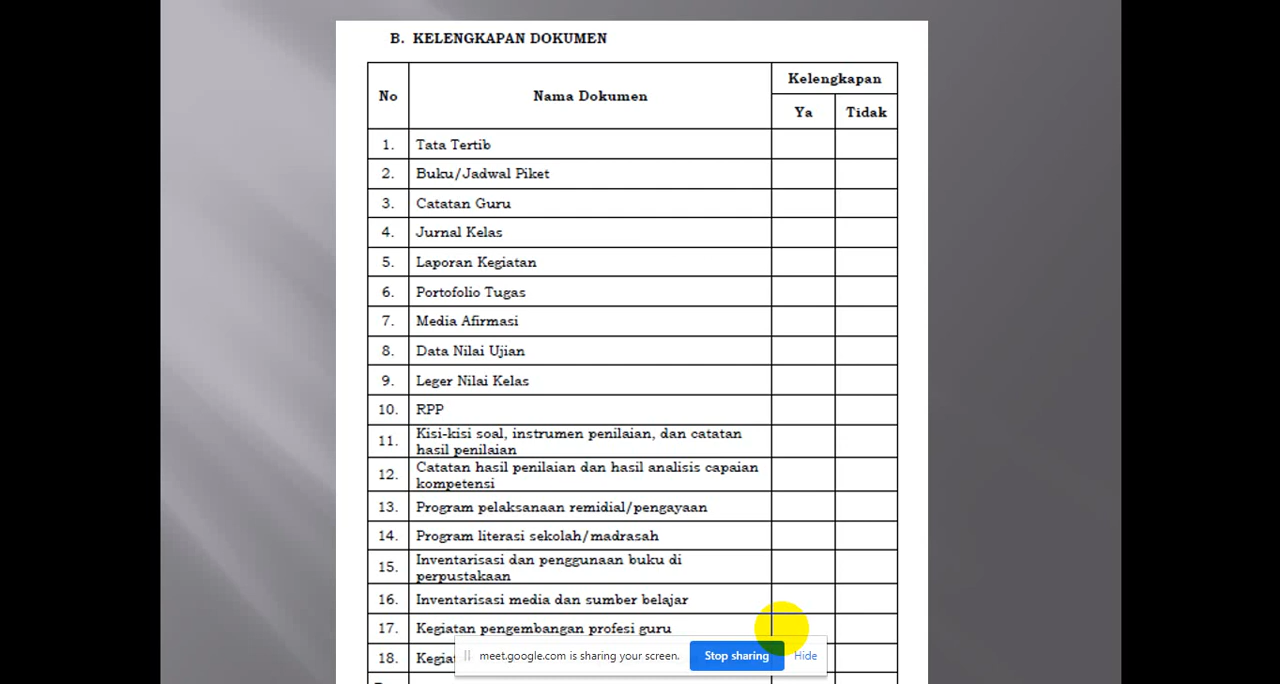 B. KELENGKAPAN DOKUMEN
No Nama Dokumen Kelengkapan
Ya Tidak
1. Tata Tertib
2. Buku/Jadwal Piket
3. Catatan Guru
4. Jurnal Kelas
5. Laporan Kegiatan
6. Portofolio Tugas
7. Media Afirmasi
8. Data Nilai Ujian
9. Leger Nilai Kelas
10. RPP
11. Kisi-kisi soal, instrumen penilaian, dan catatan
hasil penilaian
12. Catatan hasil penilaian dan hasil analisis capaian
kompetensi
13. Program pelaksanaan remidial/pengayaan
14. Program literasi sekolah/madrasah
15. Inventarisasi dan penggunaan buku di
perpustakaan
16. Inventarisasi media dan sumber belajar
17. Kegiatan pengembangan profesi guru
18.
meet.google.com is sharing your screen. Stop sharing Hide